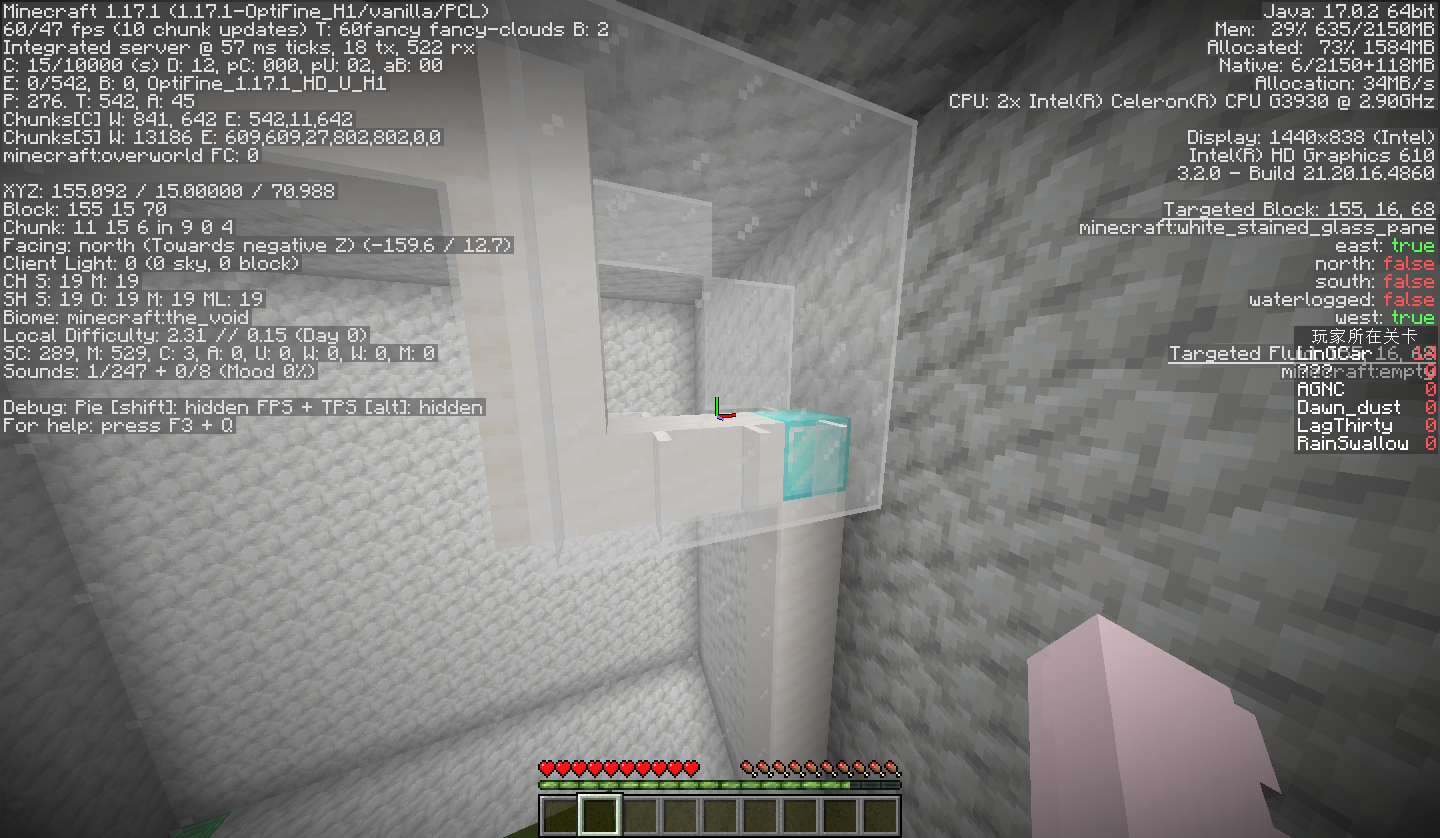 Minecraft 1.17.1 (1.17.1-OptiFine_H1/vanilla/PCL)
60/47 fps (10 chunk updates) T: 60fancy fancy-clouds B: 2
Integrated server @ 57 ms ticks, 18 tx, 522 rx
C: 15/10000 (s) D: 12, pC: 000, pU: 02, aB: 00
E: 0/542, B: 0, OptiFine_1.17.1_HD_U_H1
P: 276. T: 542, A: 45
Chunks[C] W: 841, 642 E: 542,11,642
Chunks[S] W: 13186 E: 609,609,27,802,802,0,0
minecraft:overworld FC: 0
XYZ: 155.092 / 15.00000 / 70.988
Block: 155 15 70
Chunk: 11 15 6 in 9 0 4
Facing: north (Towards negative Z) (-159.6 / 12.7)
Client Light: 0 (0 sky, 0 block)
CH S: 19 M: 19
SH S: 19 O: 19 M: 19 ML: 19
Biome: minecraft:the_void
Local Difficulty: 2.31 // 0.15 (Day 0)
SC: 289, M: 529, C: 3, A: 0, U: 0, W: 0, W: 0, M: 0
Sounds: 1/247 + 0/8 (Mood 0%)
Debug: Pie [shift]: hidden FPS + TPS [alt]: hidden
For help: press F3 + Q
Java: 17.0.2 64bit
Mem: 29% 635/2150MB
Allocated: 73% 1584MB
Native: 6/2150+118MB
Allocation: 34MB/s
CPU: 2x Intel(R) Celeron(R) CPU G3930 @ 2.90GHz
Display: 1440x838 (Intel)
Intel(R) HD Graphics 610
3.2.0 - Build 21.20.16.4860
Targeted Block: 155, 16, 68
minecraft:white_stained_glass_pane
east: true
north: false
south: false
waterlogged: false
west: true
玩家所在关卡
Targeted
??? 0
AGNC 0
Dawn_dust 0
LagThirty 0
RainSwallow 0